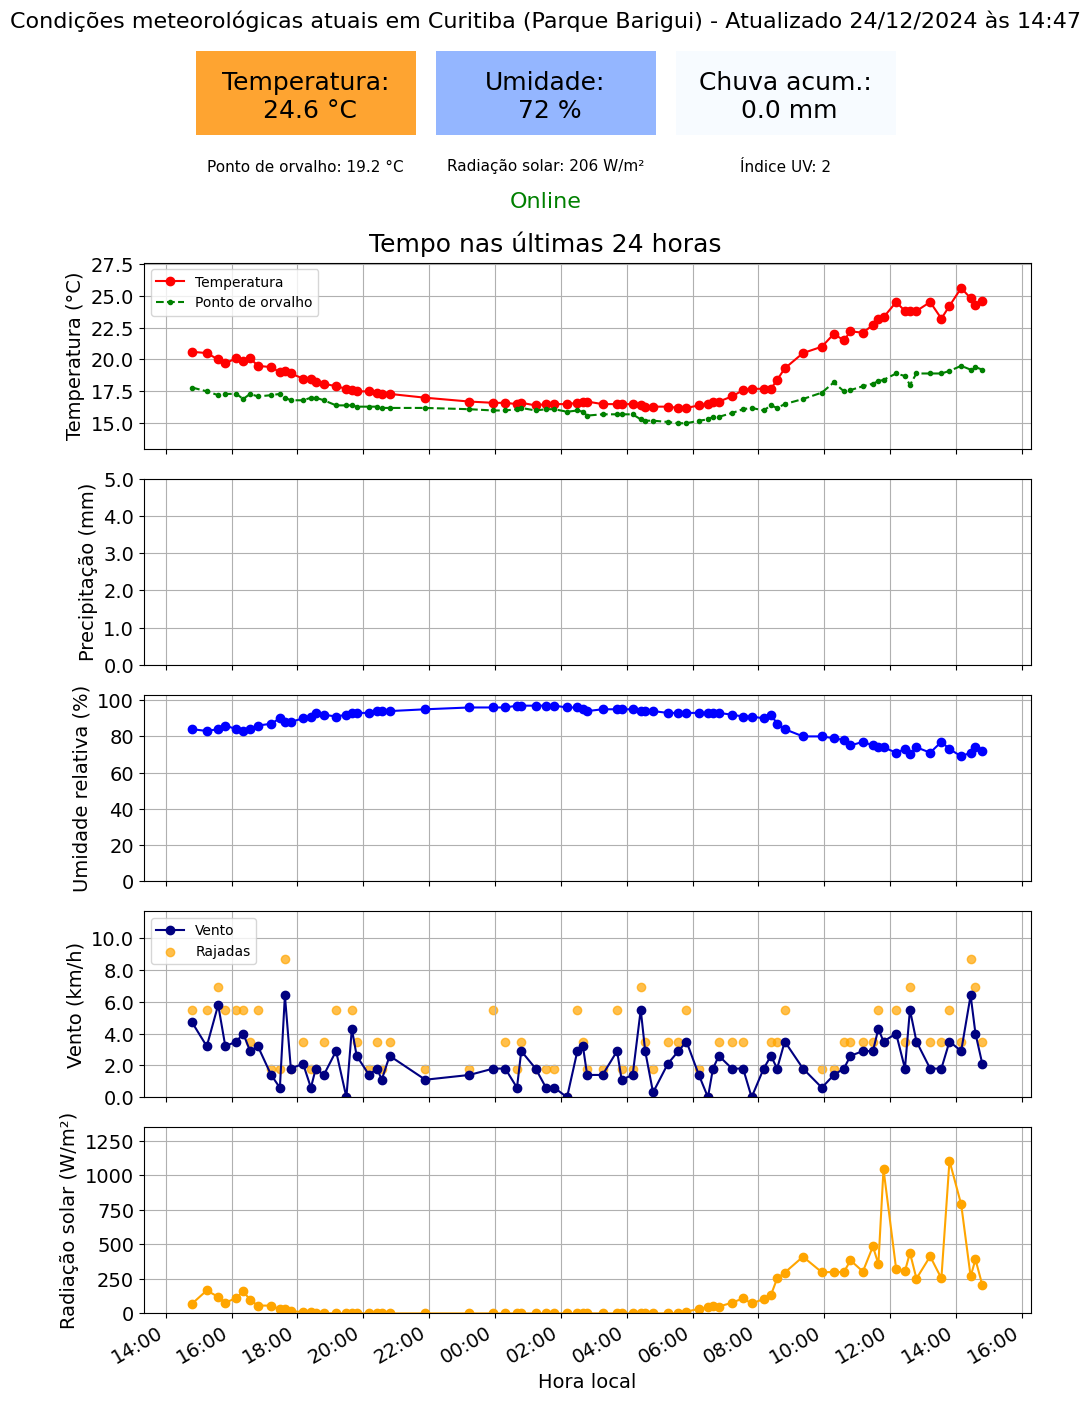 Condições meteorológicas atuais em Curitiba (Parque Barigui) - Atualizado 24/12/2024 às 14:47
Temperatura:
24.6 °C
Umidade:
72 %
Chuva acum.:
0.0 mm
Ponto de orvalho: 19.2 °C
Radiação solar: 206 W/m²
Índice UV: 2
Online
Tempo nas últimas 24 horas
Temperatura (°C)
27.5
25.0
22.5
20.0
17.5
15.0
Temperatura
Ponto de orvalho
Precipitação (mm)
5.0
4.0
3.0
2.0
1.0
0.0
Umidade relativa (%)
100
80
60
40
20
0
Vento (km/h)
10.0
8.0
6.0
4.0
2.0
0.0
Vento
Rajadas
Radiação solar (W/m²)
1250
1000
750
500
250
0
14:00
16:00
18:00
20:00
22:00
00:00
02:00
04:00
06:00
08:00
10:00
12:00
14:00
16:00
Hora local